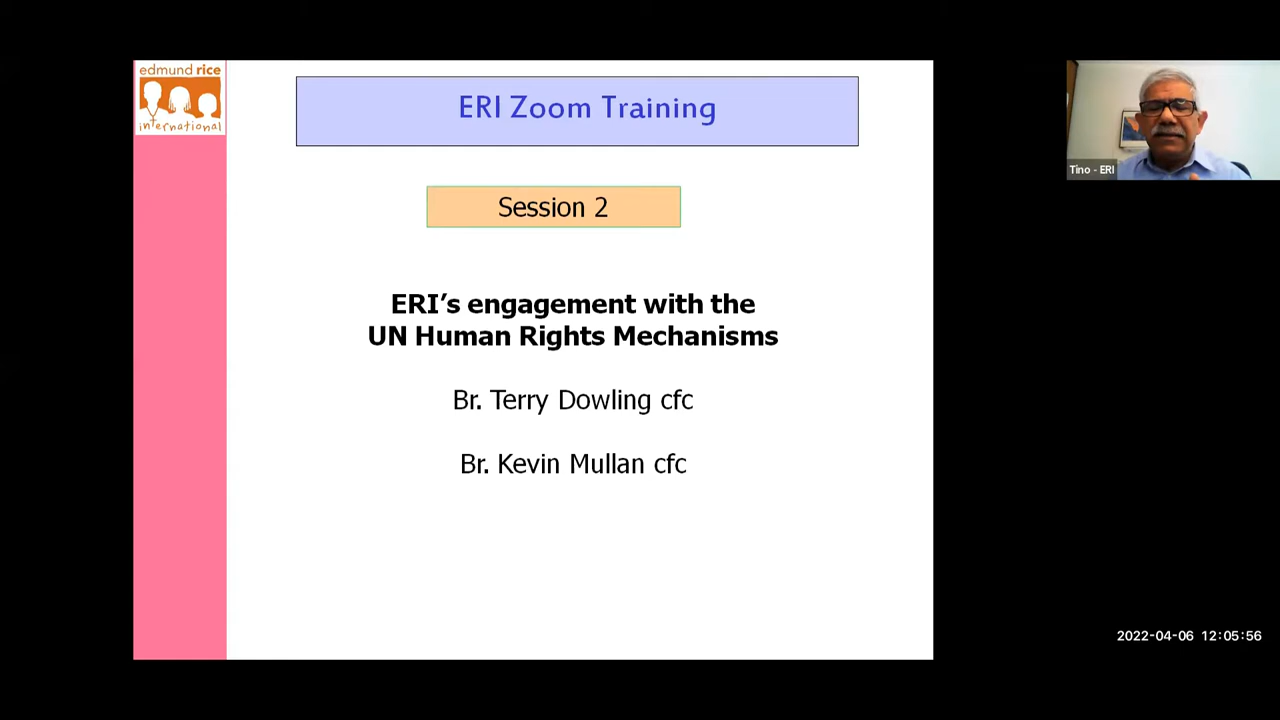 edmund rice
international
ERI Zoom Training
Session 2
ERI’s engagement with the
UN Human Rights Mechanisms
Br. Terry Dowling cfc
Br. Kevin Mullan cfc
Tino - ERI
2022-04-06 12:05:56